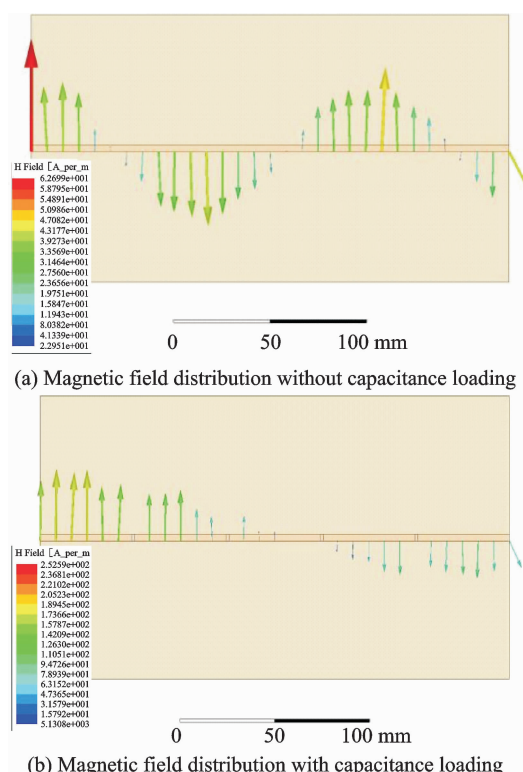 H Field [A_per_m
6.2699e+001
5.8795e+001
5.4891e+001
5.0986e+001
4.7082e+001
4.3177e+001
3.9273e+001
3.3569e+001
3.1464e+001
2.7560e+001
2.3656e+001
1.9751e+001
1.5847e+001
1.1943e+001
8.0382e+001
4.1339e+001
2.2951e+001
0 50 100 mm
(a) Magnetic field distribution without capacitance loading
H Field [A_per_m
2.5259e+002
2.3681e+002
2.2102e+002
2.0523e+002
1.8945e+002
1.7366e+002
1.5787e+002
1.4209e+002
1.2630e+002
1.1051e+002
9.4726e+001
7.8939e+001
6.3152e+001
4.7365e+001
3.1579e+001
1.5792e+001
5.1308e+003
0 50 100 mm
(b) Magnetic field distribution with capacitance loading